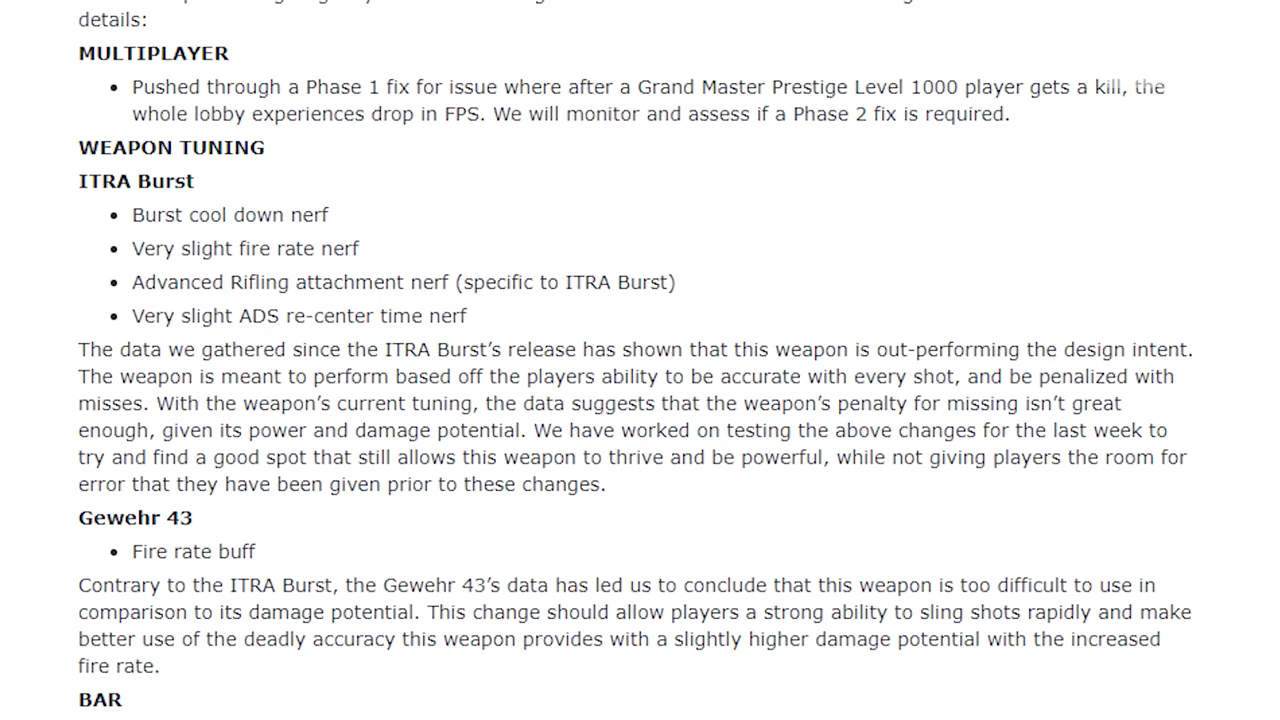 details:
MULTIPLAYER
• Pushed through a Phase 1 fix for issue where after a Grand Master Prestige Level 1000 player gets a kill, the
whole lobby experiences drop in FPS. We will monitor and assess if a Phase 2 fix is required.
WEAPON TUNING
ITRA Burst
• Burst cool down nerf
• Very slight fire rate nerf
• Advanced Rifling attachment nerf (specific to ITRA Burst)
• Very slight ADS re-center time nerf
The data we gathered since the ITRA Burst’s release has shown that this weapon is out-performing the design intent.
The weapon is meant to perform based off the players ability to be accurate with every shot, and be penalized with
misses. With the weapon’s current tuning, the data suggests that the weapon’s penalty for missing isn’t great
enough, given its power and damage potential. We have worked on testing the above changes for the last week to
try and find a good spot that still allows this weapon to thrive and be powerful, while not giving players the room for
error that they have been given prior to these changes.
Gewehr 43
• Fire rate buff
Contrary to the ITRA Burst, the Gewehr 43’s data has led us to conclude that this weapon is too difficult to use in
comparison to its damage potential. This change should allow players a strong ability to sling shots rapidly and make
better use of the deadly accuracy this weapon provides with a slightly higher damage potential with the increased
fire rate.
BAR